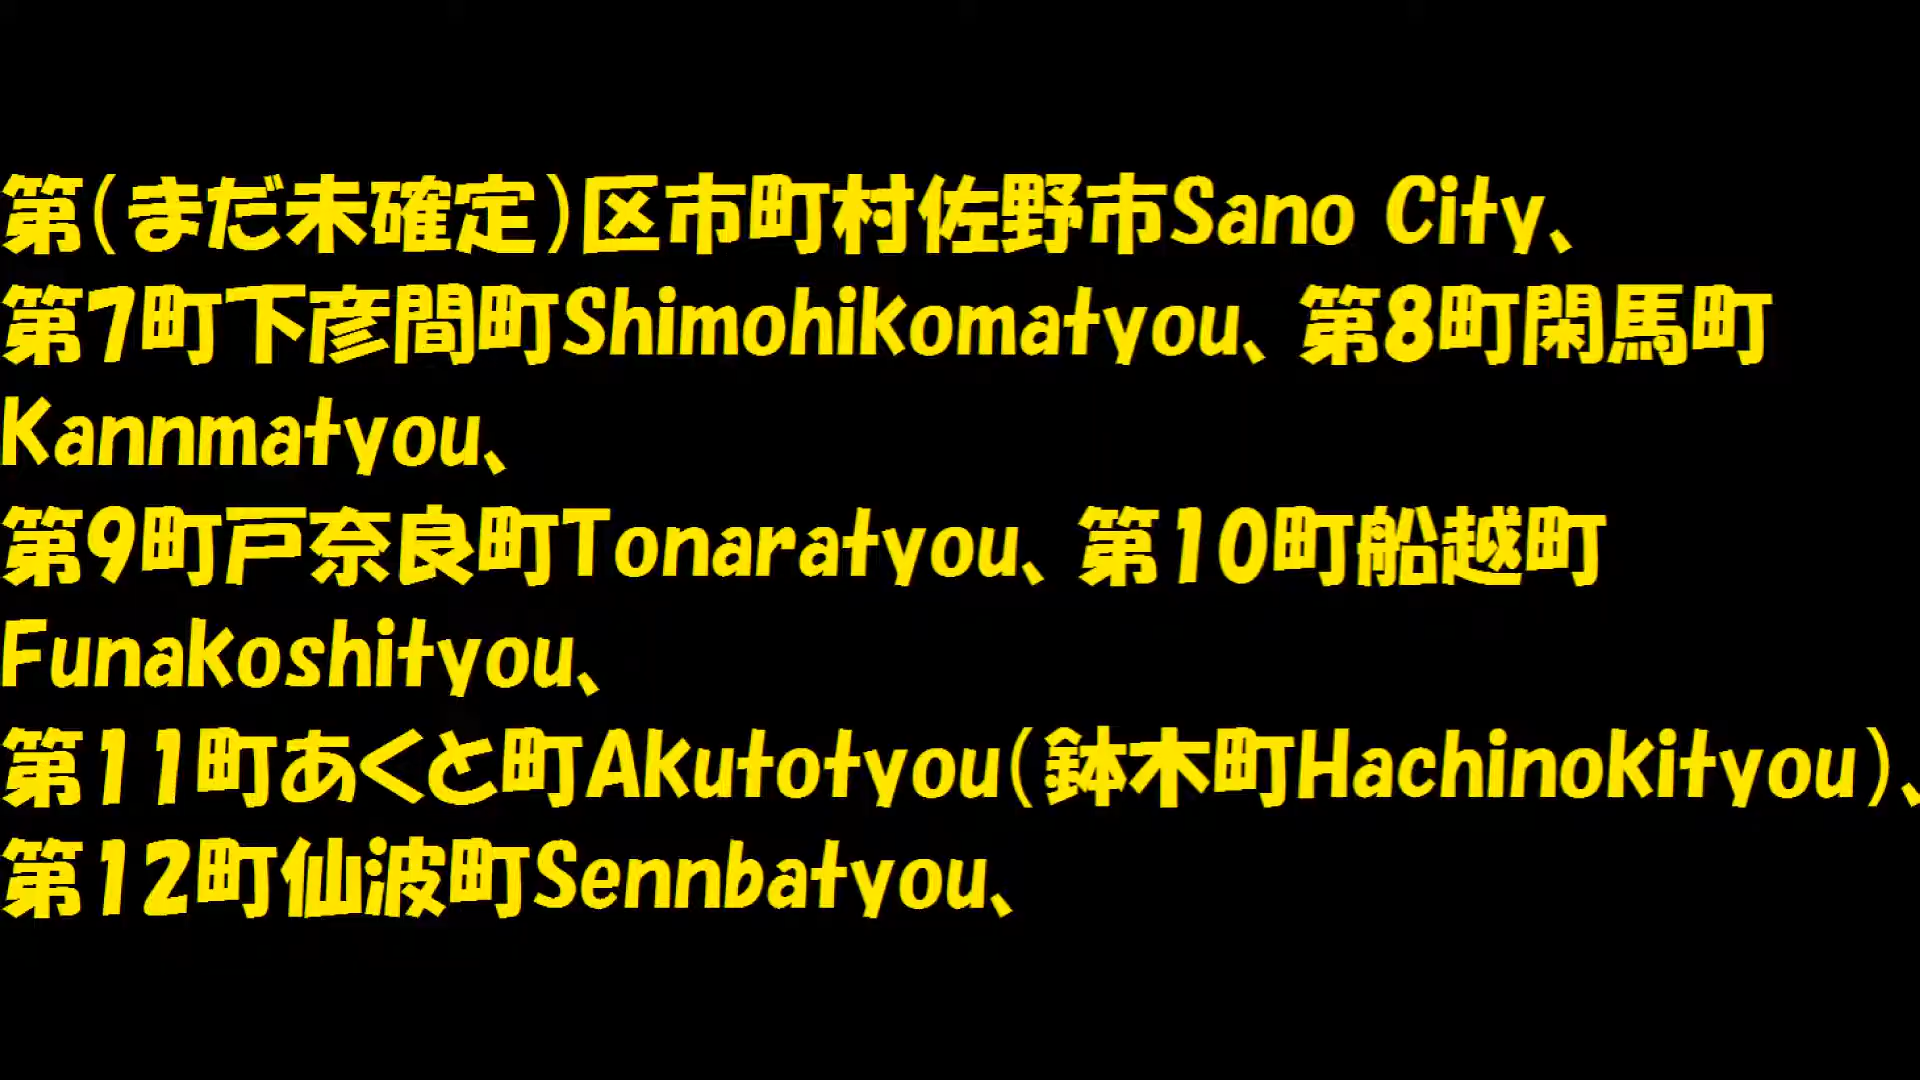 第(まだ未確定)区市町村佐野市Sano City、
第7町下彦間町Shimohikomatyou、第8町閑馬町
Kannmatyou、
第9町戸奈良町Tonaratyou、第10町船越町
Funakoshityou、
第11町あくと町Akutotyou(鉢木町Hachinokityou)、
第12町仙波町Sennbatyou、